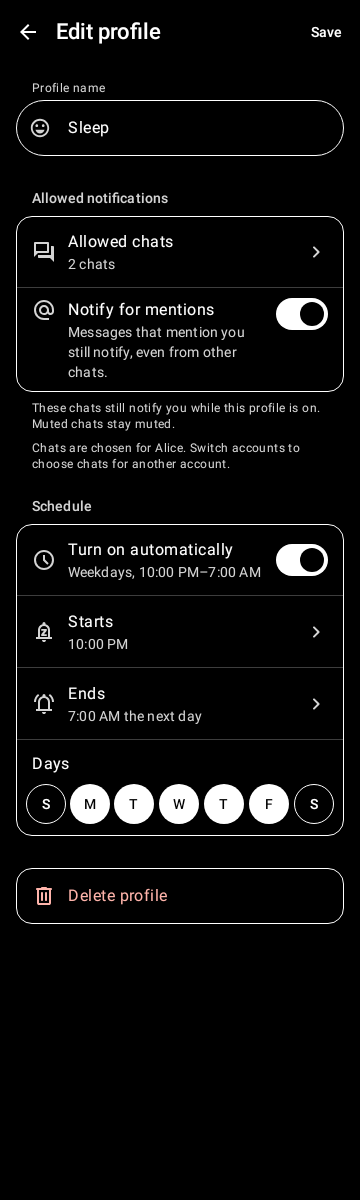 Edit profile
Save
Profile name
Sleep
Allowed notifications
Allowed chats
2 chats
Notify for mentions
Messages that mention you
still notify, even from other
chats.
These chats still notify you while this profile is on.
Muted chats stay muted.
Chats are chosen for Alice. Switch accounts to
choose chats for another account.
Schedule
Turn on automatically
Weekdays, 10:00 PM–7:00 AM
Starts
10:00 PM
Ends
7:00 AM the next day
Days
S M T W T F S
Delete profile